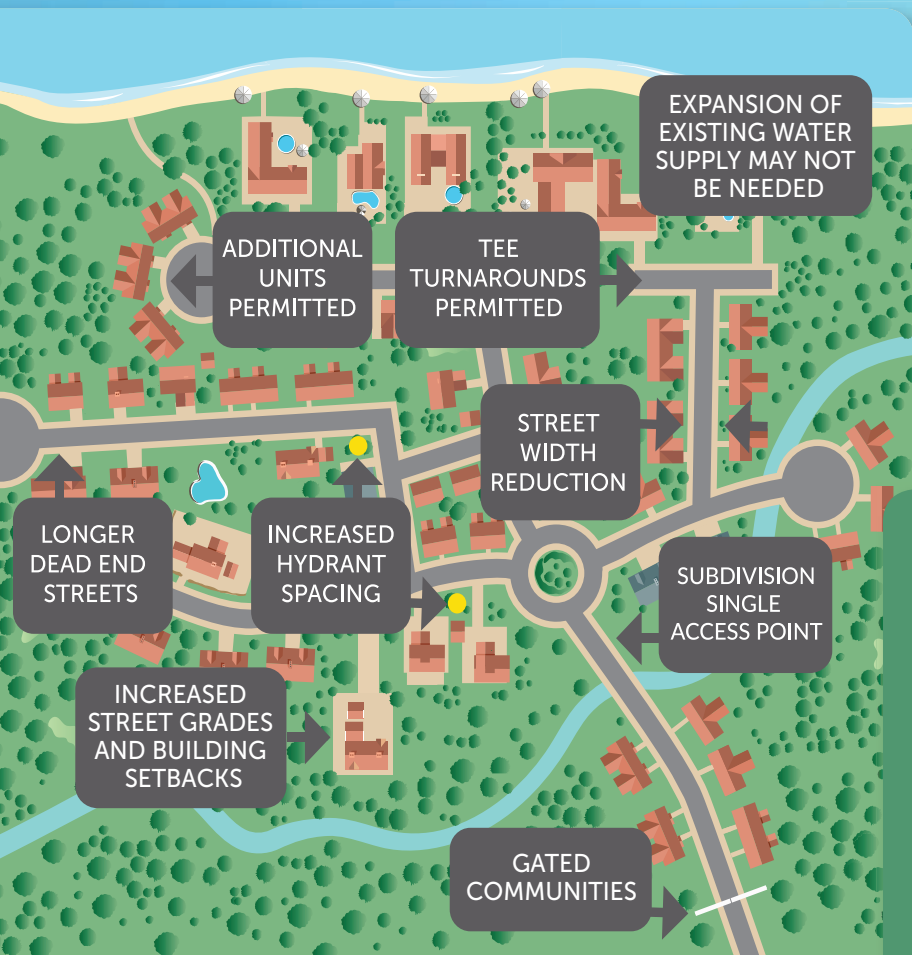 EXPANSION OF
EXISTING WATER
SUPPLY MAY NOT
BE NEEDED
ADDITIONAL
UNITS
PERMITTED
TEE
TURNAROUNDS
PERMITTED
STREET
WIDTH
REDUCTION
LONGER
DEAD END
STREETS
INCREASED
HYDRANT
SPACING
SUBDIVISION
SINGLE
ACCESS POINT
INCREASED
STREET GRADES
AND BUILDING
SETBACKS
GATED
COMMUNITIES